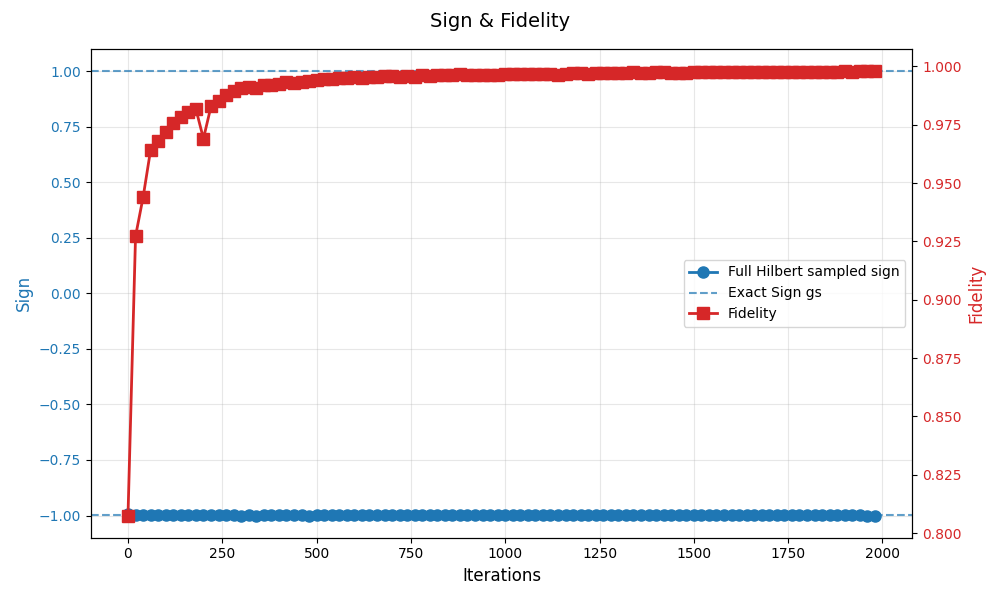 Sign & Fidelity
1.00
0.75
0.50
0.25
0.00
−0.25
−0.50
−0.75
−1.00
Sign
1.000
0.975
0.950
0.925
0.900
0.875
0.850
0.825
0.800
Fidelity
Full Hilbert sampled sign
Exact Sign gs
Fidelity
0 250 500 750 1000 1250 1500 1750 2000
Iterations